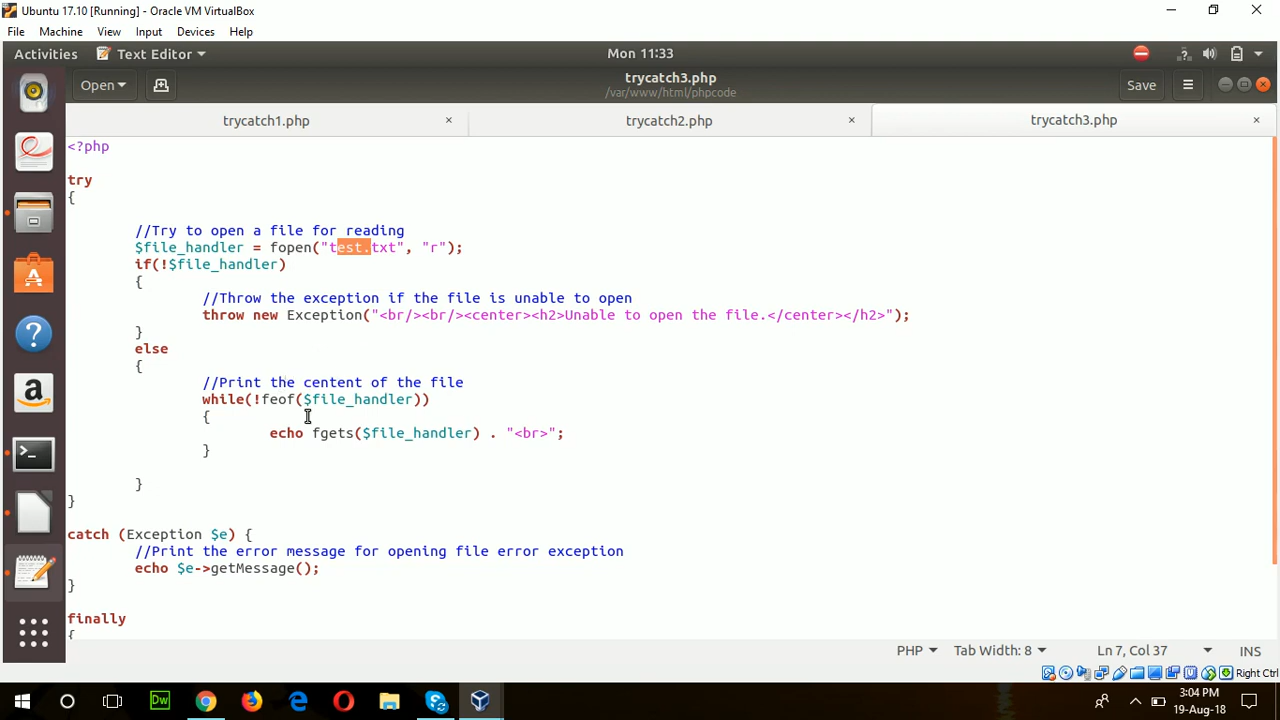 Ubuntu 17.10 [Running] - Oracle VM VirtualBox
File Machine View Input Devices Help
Activities Text Editor Mon 11:33
Open trycatch3.php Save
/var/www/html/phpcode
trycatch1.php trycatch2.php trycatch3.php
<?php
try
{
//Try to open a file for reading
$file_handler = fopen("test.txt", "r");
if(!$file_handler)
{
//Throw the exception if the file is unable to open
throw new Exception("<br/><br/><center><h2>Unable to open the file.</center></h2>");
}
else
{
//Print the centent of the file
while(!feof($file_handler))
{
echo fgets($file_handler) . "<br>";
}
}
}
catch (Exception $e) {
//Print the error message for opening file error exception
echo $e->getMessage();
}
finally
{
PHP Tab Width: 8 Ln 7, Col 37 INS
Right Ctrl
Dw
3:04 PM
19-Aug-18